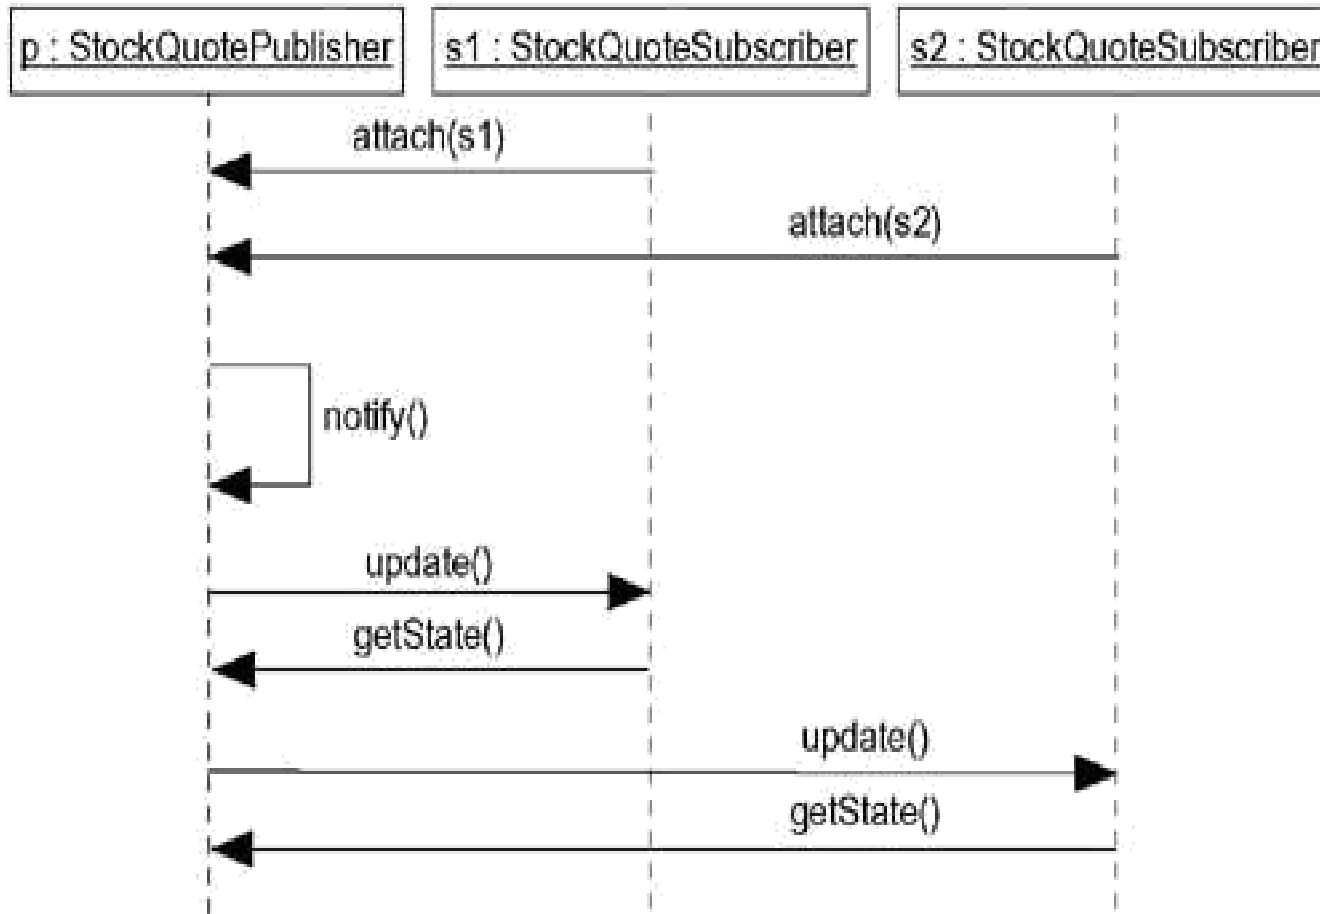 p : StockQuotePublisher
s1 : StockQuoteSubscriber
s2 : StockQuoteSubscriber
attach(s1)
attach(s2)
notify()
update()
getState()
update()
getState()